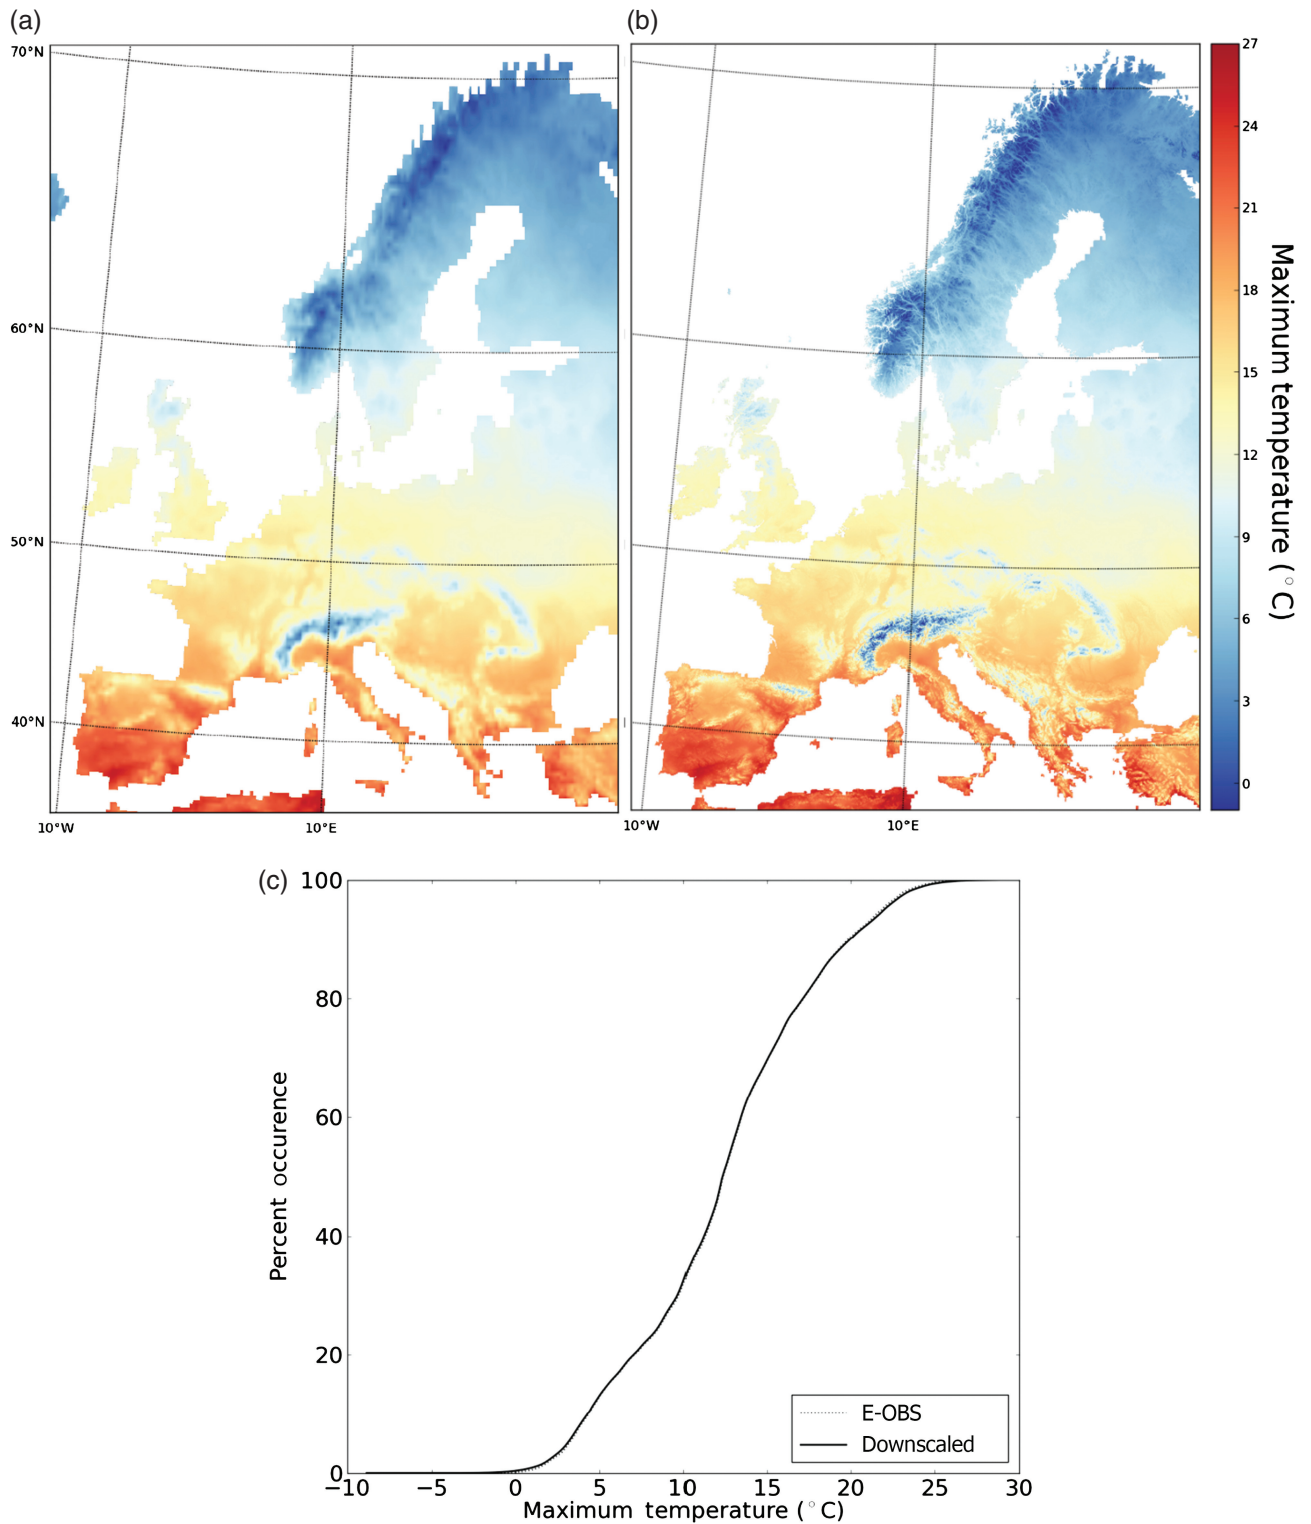 (a)
(b)
70°N
60°N
50°N
40°N
10°W
10°E
10°W
10°E
27
24
21
18
15
12
9
6
3
0
Maximum temperature (°C)
(c)
100
80
60
40
20
0
Percent occurence
−10
−5
0
5
10
15
20
25
30
Maximum temperature (°C)
E-OBS
Downscaled